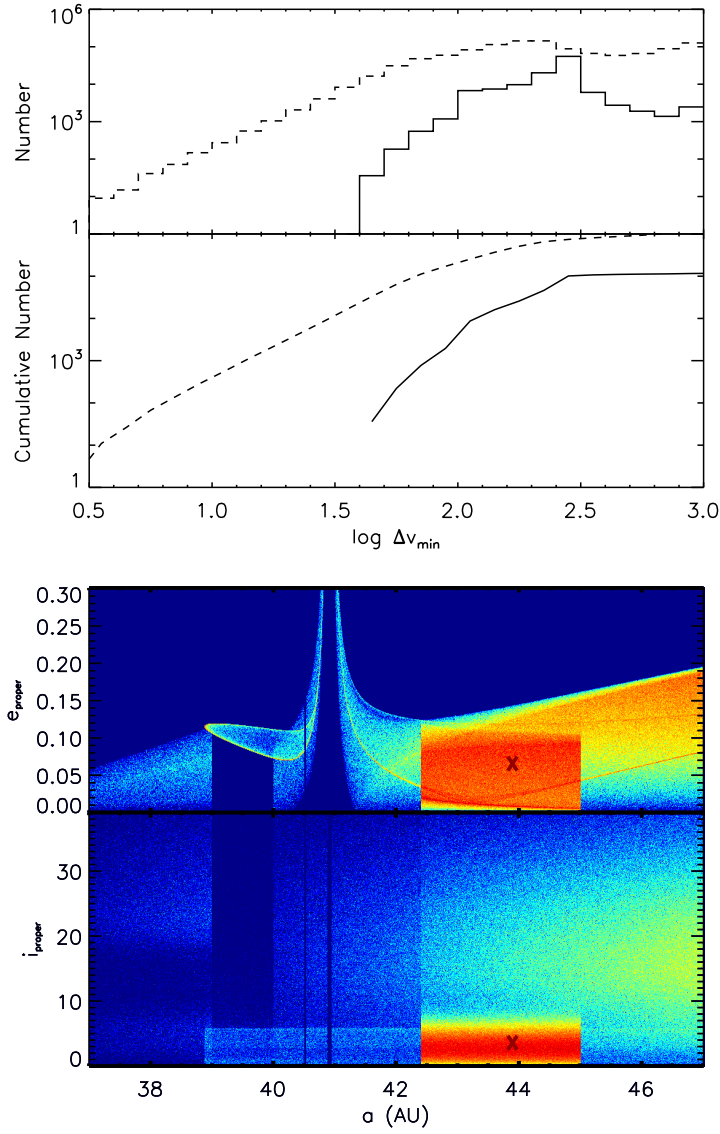 10^6
10^3
1
Number
10^3
1
Cumulative Number
0.5 1.0 1.5 2.0 2.5 3.0
log Δv_min
0.30
0.25
0.20
0.15
0.10
0.05
0.00
e_proper
X
30
20
10
0
i_proper
X
38 40 42 44 46
a (AU)